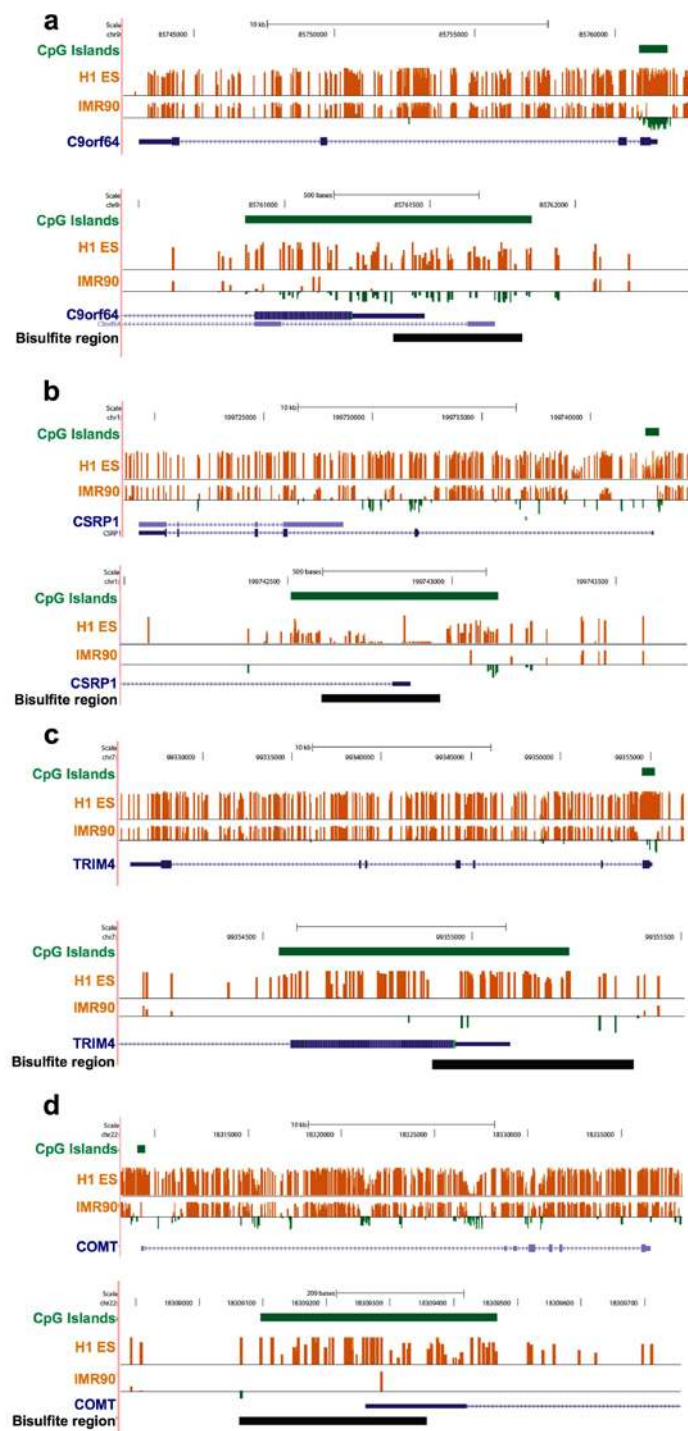 a
Scale 10 kb
chr9 85745000 85750000 85755000 85760000
CpG Islands
H1 ES
IMR90
C9orf64
Scale 500 bases
chr9 85761000 85761500 85762000
CpG Islands
H1 ES
IMR90
C9orf64
C9orf64
Bisulfite region
b
Scale 10 kb
chr1 199725000 199730000 199735000 199740000
CpG Islands
H1 ES
IMR90
CSRP1
CSRP1
Scale 500 bases
chr1 199742500 199743000 199743500
CpG Islands
H1 ES
IMR90
CSRP1
Bisulfite region
c
Scale 10 kb
chr7 99330000 99335000 99340000 99345000 99350000 99355000
CpG Islands
H1 ES
IMR90
TRIM4
Scale
chr7 99354500 99355000 99355500
CpG Islands
H1 ES
IMR90
TRIM4
Bisulfite region
d
Scale 10 kb
chr22 18315000 18320000 18325000 18330000 18335000
CpG Islands
H1 ES
IMR90
COMT
Scale 200 bases
chr22: 18309000 18309100 18309200 18309300 18309400 18309500 18309600 18309700
CpG Islands
H1 ES
IMR90
COMT
Bisulfite region